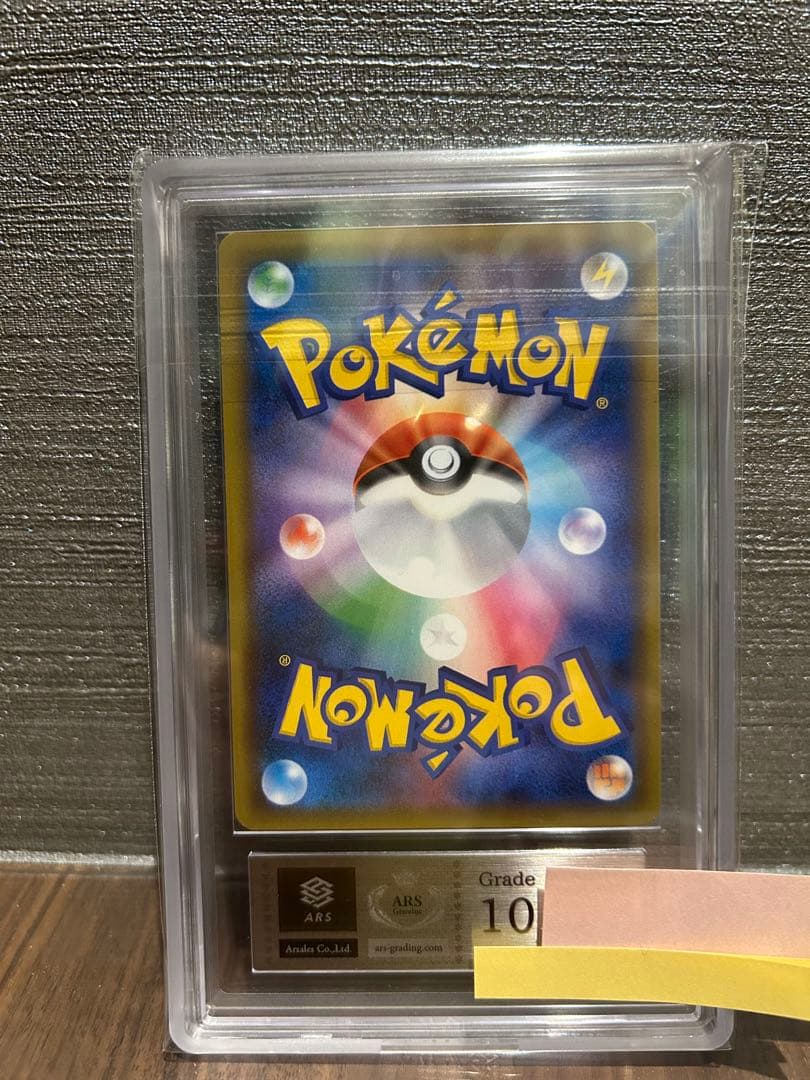 POKéMON
®
®
POKéMON
Grade
10
ARS
ARS
Arsales Co.,Ltd.
ars-grading.com